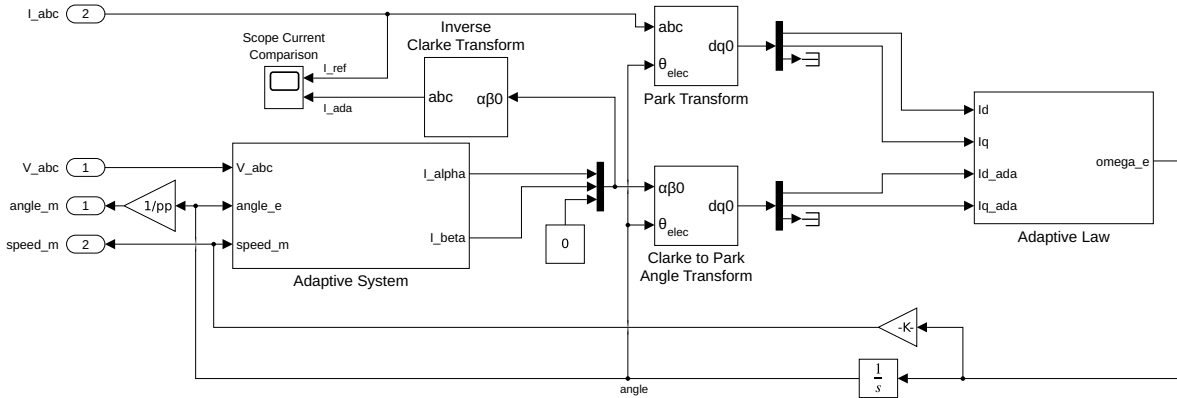 I_abc
2
Scope Current
Comparison
I_ref
I_ada
Inverse
Clarke Transform
abc
αβ0
abc
θelec
dq0
Park Transform
V_abc
1
angle_m
1
speed_m
2
1/pp
V_abc
angle_e
speed_m
I_alpha
I_beta
Adaptive System
0
αβ0
θelec
dq0
Clarke to Park
Angle Transform
Id
Iq
Id_ada
Iq_ada
omega_e
Adaptive Law
-K-
1
s
angle